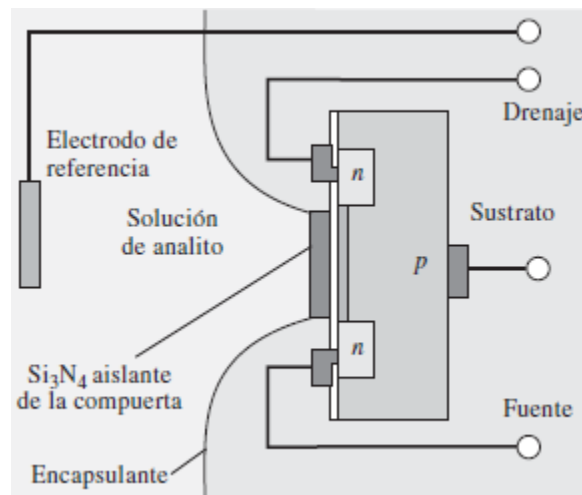 Drenaje
Electrodo de
referencia
n
Solución
de analito
Sustrato
p
n
Si₃N₄ aislante
de la compuerta
Fuente
Encapsulante